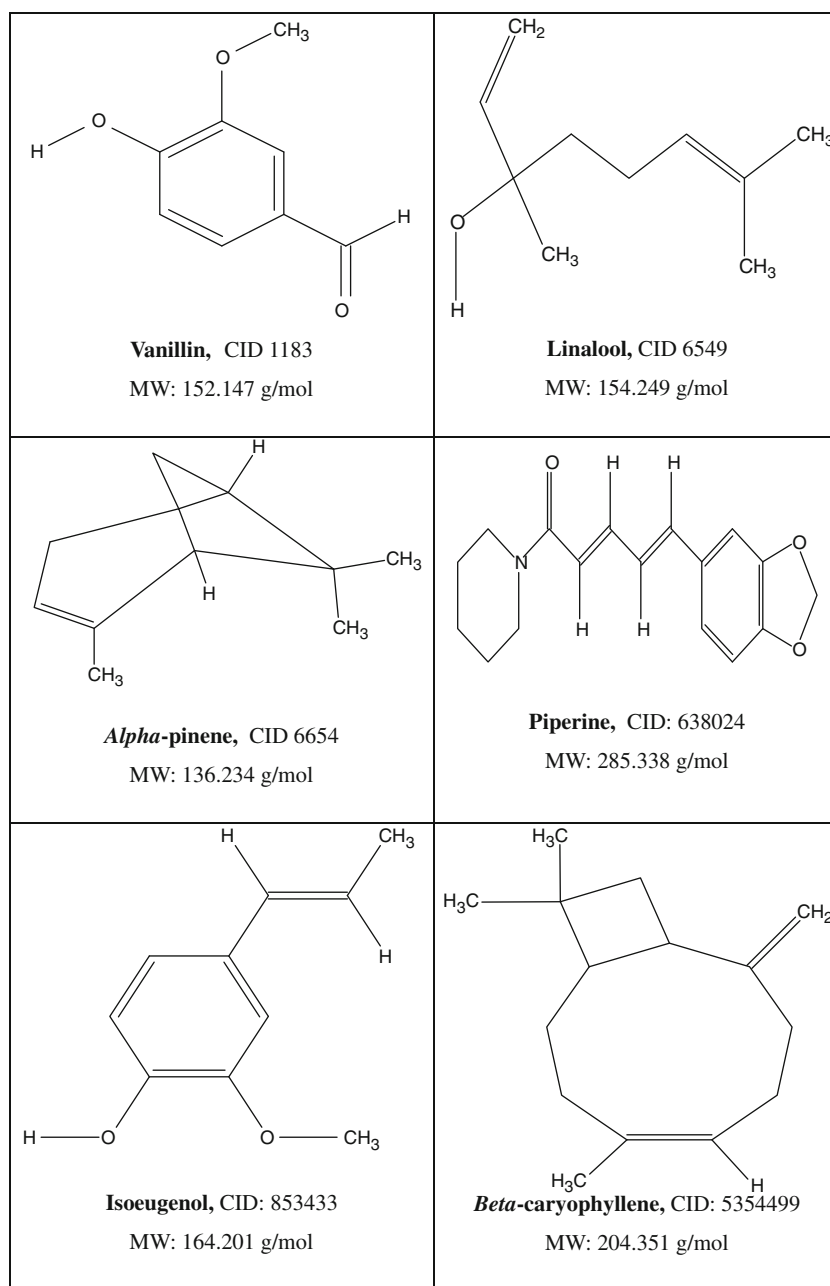 CH3
O
O
H
H
O
Vanillin, CID 1183
MW: 152.147 g/mol
CH2
CH3
O
CH3
CH3
H
Linalool, CID 6549
MW: 154.249 g/mol
H
CH3
H
CH3
CH3
Alpha-pinene, CID 6654
MW: 136.234 g/mol
O H H
O
N
O
H H
Piperine, CID: 638024
MW: 285.338 g/mol
H CH3
H
H O O CH3
Isoeugenol, CID: 853433
MW: 164.201 g/mol
H3C
H3C
CH2
H3C
H
Beta-caryophyllene, CID: 5354499
MW: 204.351 g/mol